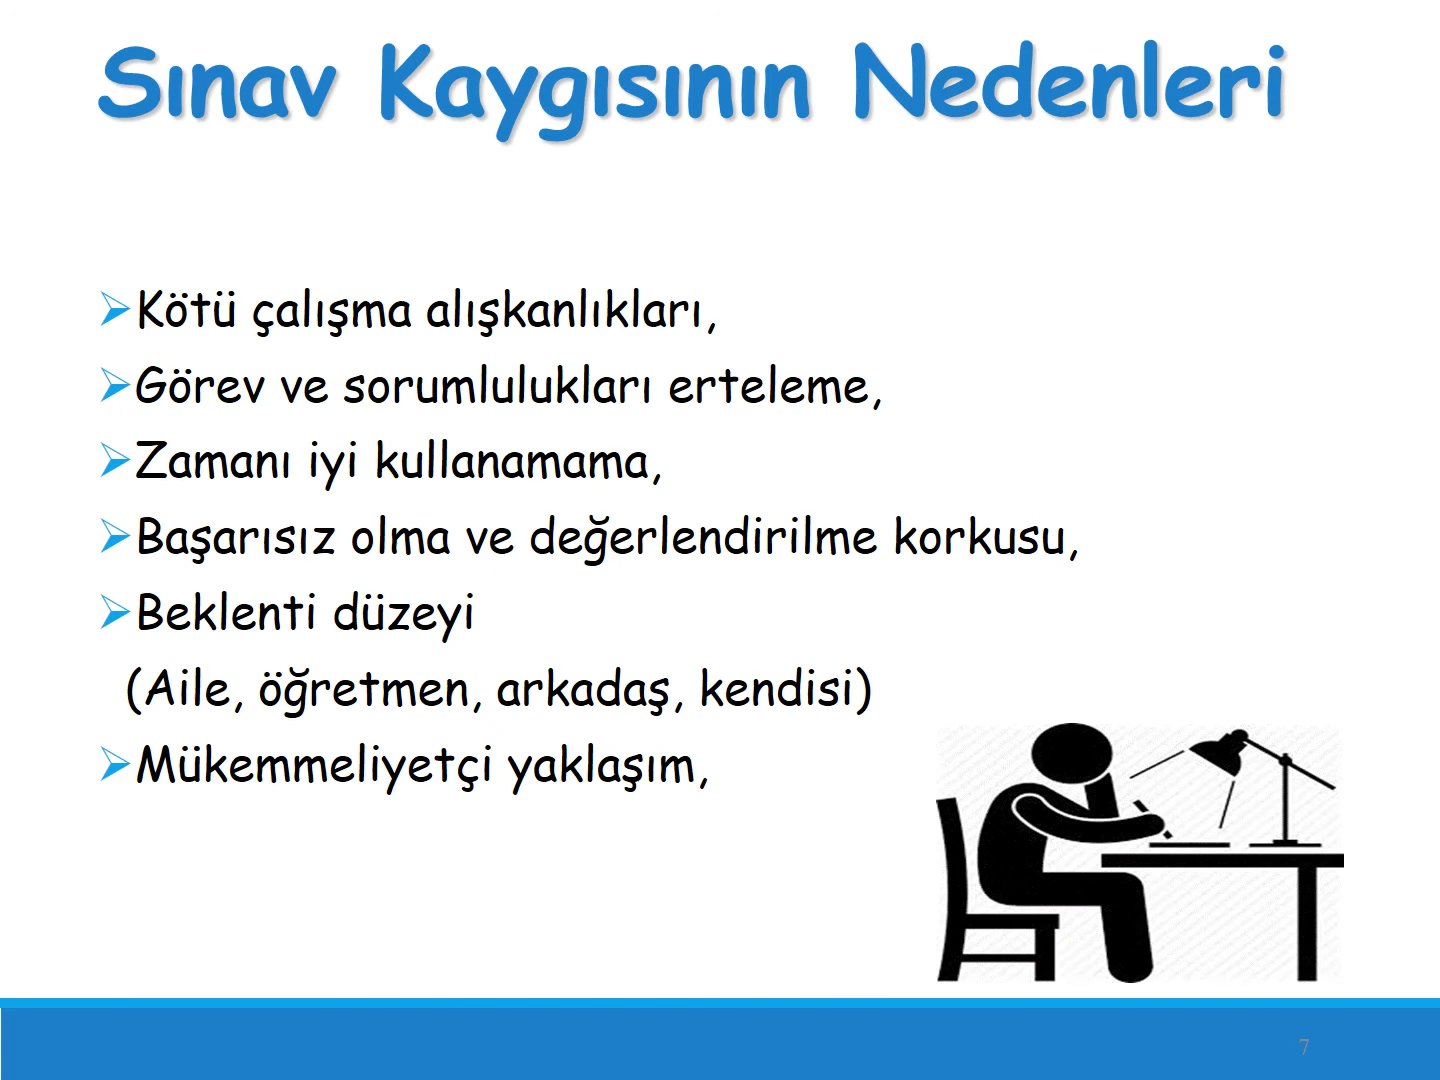 Sınav Kaygısının Nedenleri
➢Kötü çalışma alışkanlıkları,
➢Görev ve sorumlulukları erteleme,
➢Zamanı iyi kullanamama,
➢Başarısız olma ve değerlendirilme korkusu,
➢Beklenti düzeyi
(Aile, öğretmen, arkadaş, kendisi)
➢Mükemmeliyetçi yaklaşım,
7